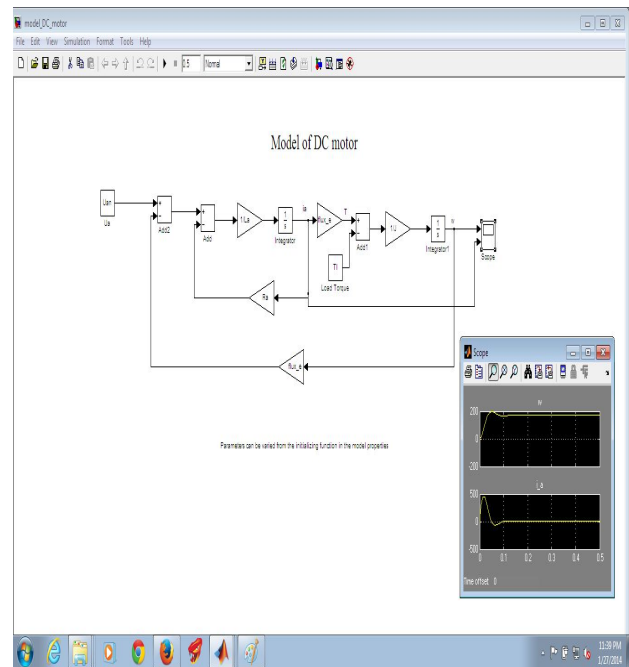 model_DC_motor
File Edit View Simulation Format Tools Help
0.5 Normal
Model of DC motor
Uan
Ua
Add2
Add
1/La
ia
1
s
Integrator
flux_e
T
Add1
1/J
1
s
Integrator1
w
Scope
Tl
Load Torque
Ra
flux_e
Parameters can be varied from the initializing function in the model properties
Scope
w
200
0
-200
i_a
500
0
-500
0 0.1 0.2 0.3 0.4 0.5
Time offset: 0
11:39 PM
1/27/2014